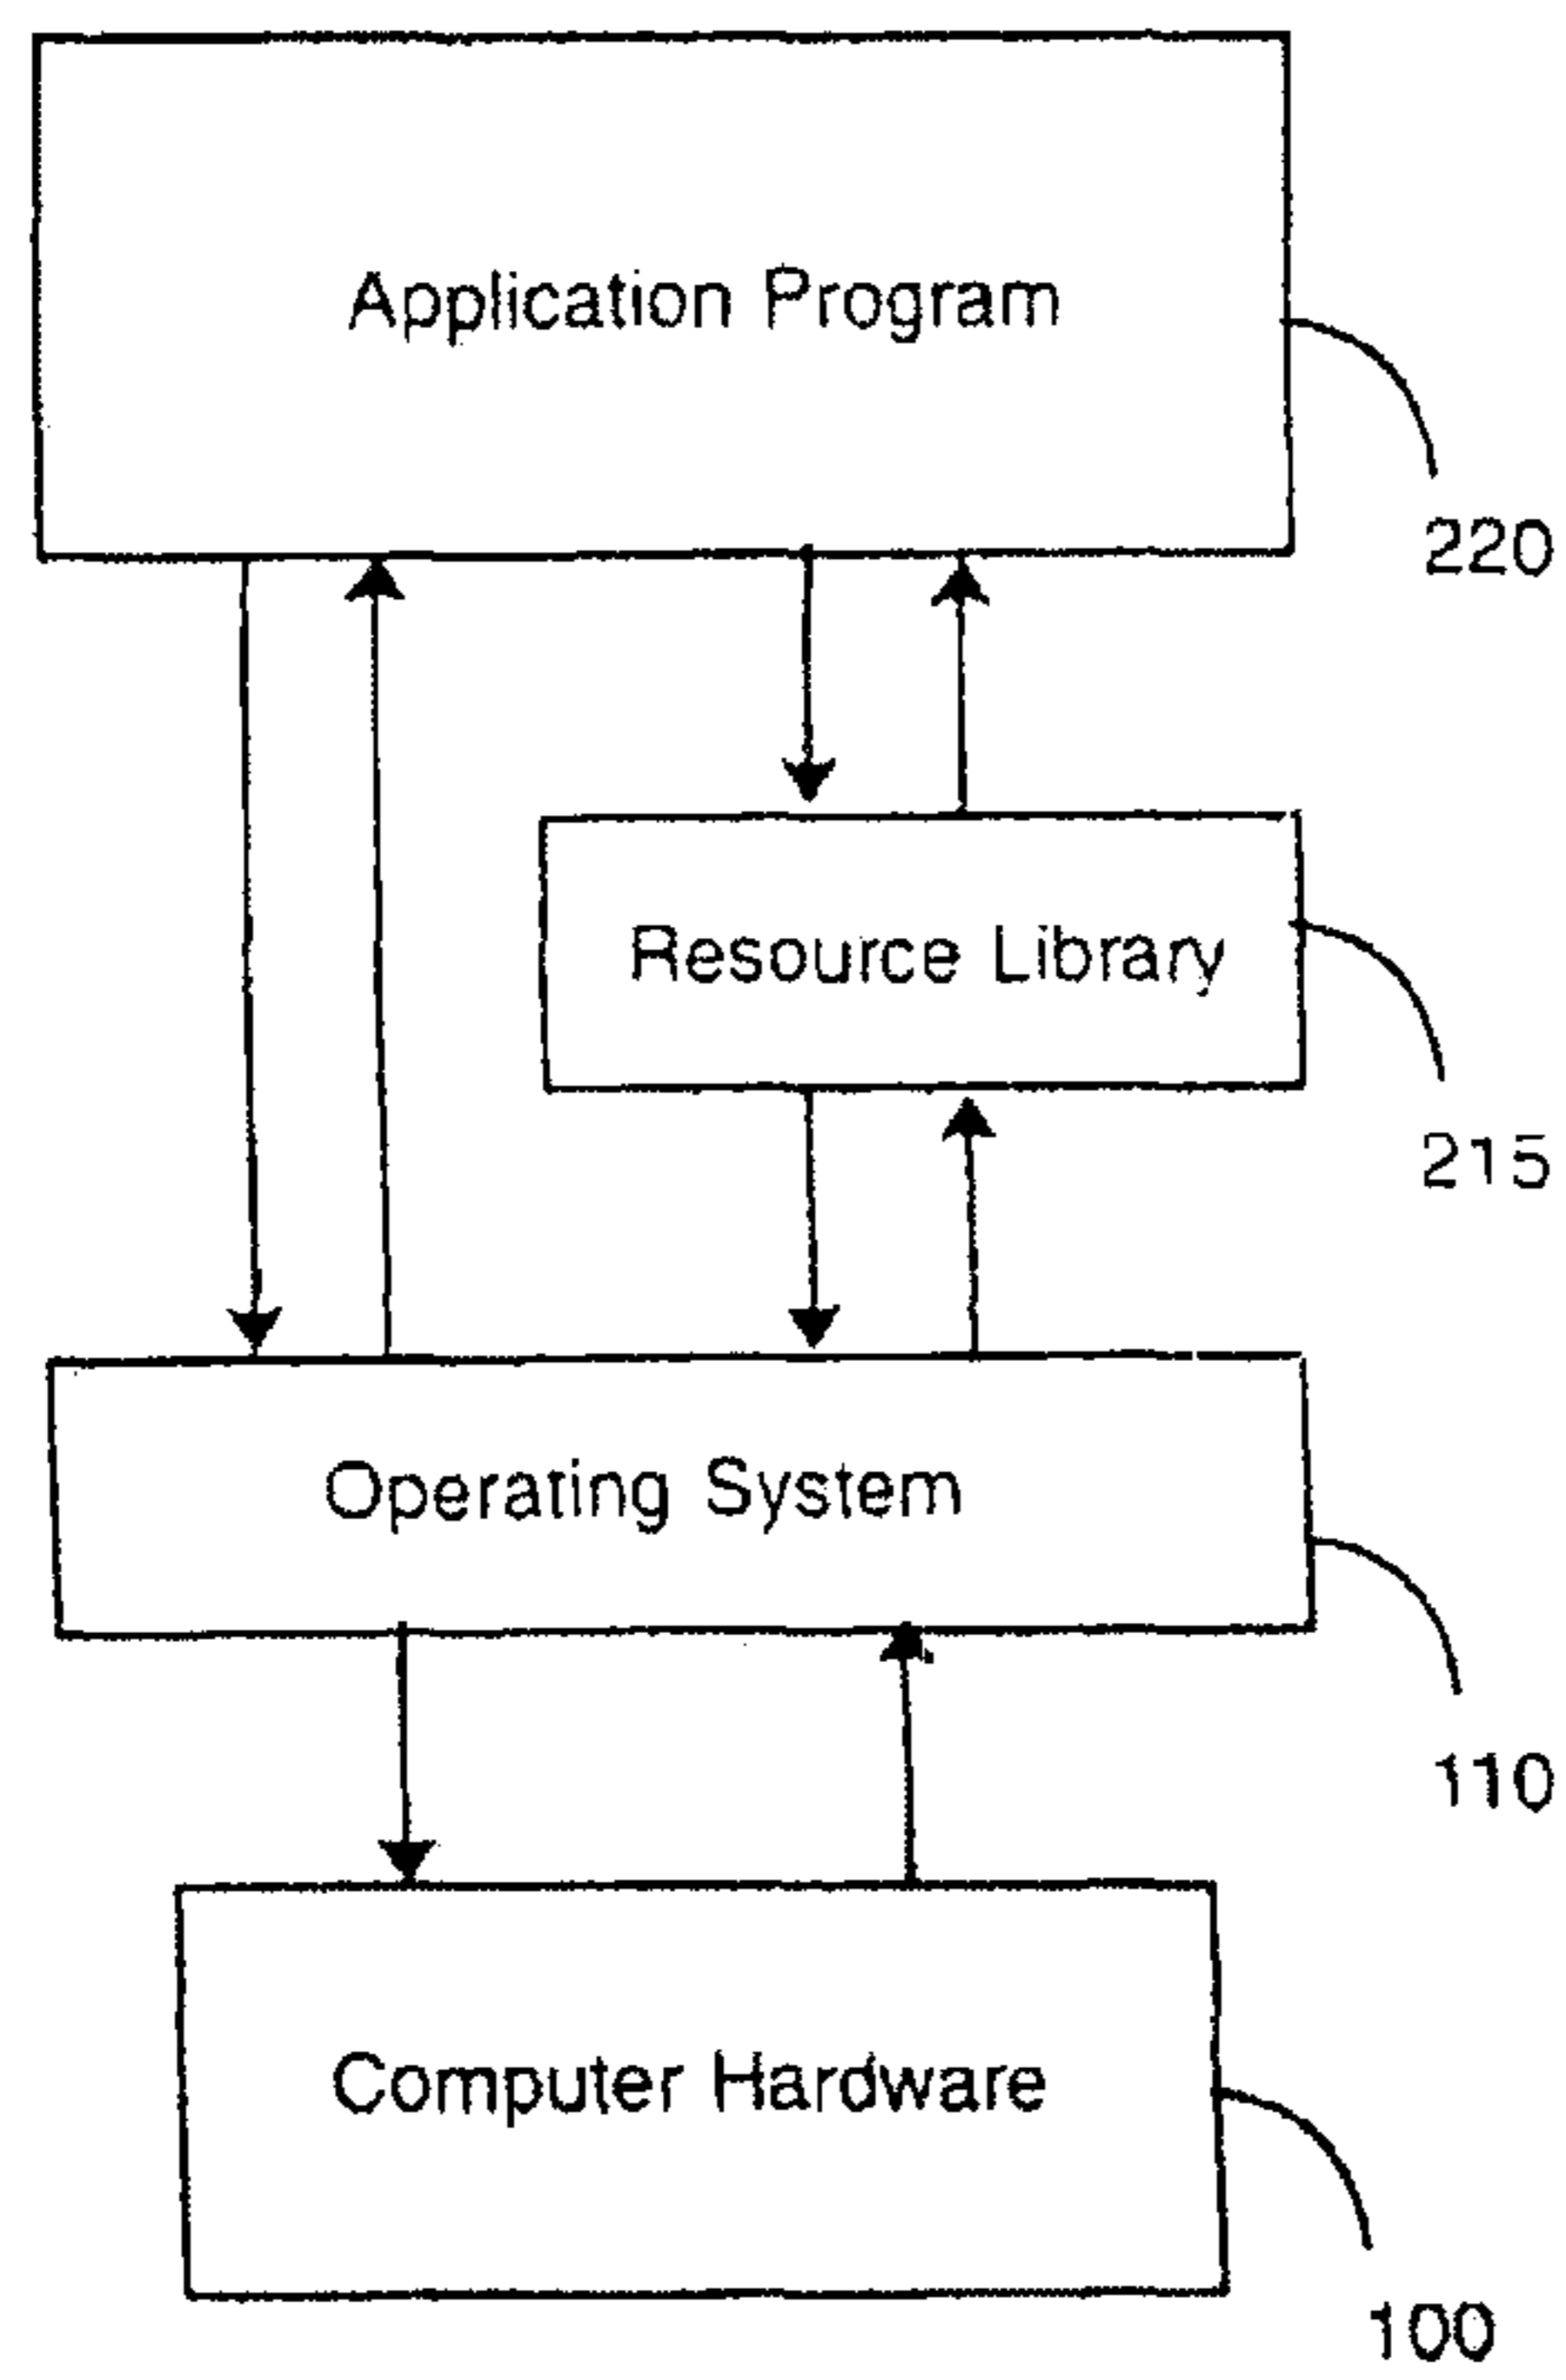 Application Program
220
Resource Library
215
Operating System
110
Computer Hardware
100